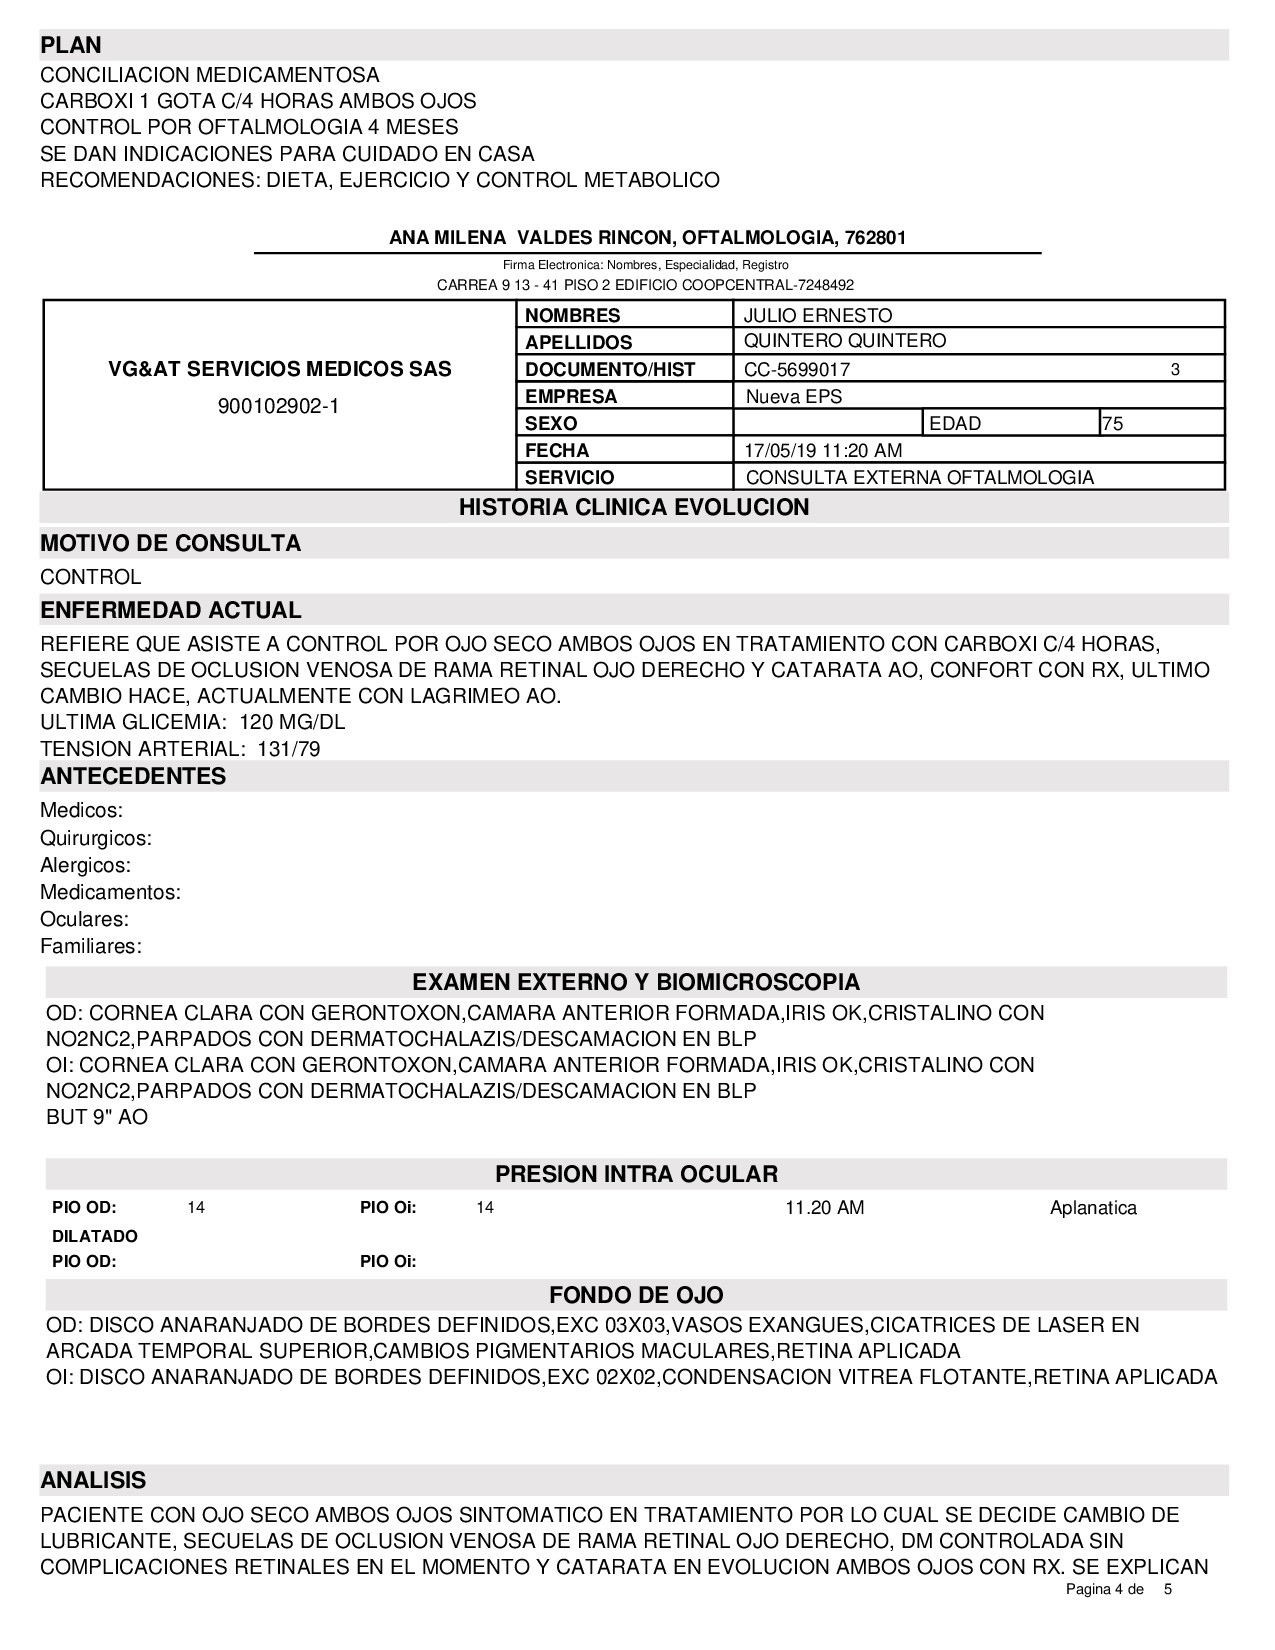 PLAN
CONCILIACION MEDICAMENTOSA
CARBOXI 1 GOTA C/4 HORAS AMBOS OJOS
CONTROL POR OFTALMOLOGIA 4 MESES
SE DAN INDICACIONES PARA CUIDADO EN CASA
RECOMENDACIONES: DIETA, EJERCICIO Y CONTROL METABOLICO
ANA MILENA VALDES RINCON, OFTALMOLOGIA, 762801
Firma Electronica: Nombres, Especialidad, Registro
CARREA 9 13 - 41 PISO 2 EDIFICIO COOPCENTRAL-7248492
VG&AT SERVICIOS MEDICOS SAS
900102902-1
NOMBRES JULIO ERNESTO
APELLIDOS QUINTERO QUINTERO
DOCUMENTO/HIST CC-5699017 3
EMPRESA Nueva EPS
SEXO EDAD 75
FECHA 17/05/19 11:20 AM
SERVICIO CONSULTA EXTERNA OFTALMOLOGIA
HISTORIA CLINICA EVOLUCION
MOTIVO DE CONSULTA
CONTROL
ENFERMEDAD ACTUAL
REFIERE QUE ASISTE A CONTROL POR OJO SECO AMBOS OJOS EN TRATAMIENTO CON CARBOXI C/4 HORAS,
SECUELAS DE OCLUSION VENOSA DE RAMA RETINAL OJO DERECHO Y CATARATA AO, CONFORT CON RX, ULTIMO
CAMBIO HACE, ACTUALMENTE CON LAGRIMEO AO.
ULTIMA GLICEMIA: 120 MG/DL
TENSION ARTERIAL: 131/79
ANTECEDENTES
Medicos:
Quirurgicos:
Alergicos:
Medicamentos:
Oculares:
Familiares:
EXAMEN EXTERNO Y BIOMICROSCOPIA
OD: CORNEA CLARA CON GERONTOXON,CAMARA ANTERIOR FORMADA,IRIS OK,CRISTALINO CON
NO2NC2,PARPADOS CON DERMATOCHALAZIS/DESCAMACION EN BLP
OI: CORNEA CLARA CON GERONTOXON,CAMARA ANTERIOR FORMADA,IRIS OK,CRISTALINO CON
NO2NC2,PARPADOS CON DERMATOCHALAZIS/DESCAMACION EN BLP
BUT 9" AO
PRESION INTRA OCULAR
PIO OD: 14 PIO Oi: 14 11.20 AM Aplanatica
DILATADO
PIO OD: PIO Oi:
FONDO DE OJO
OD: DISCO ANARANJADO DE BORDES DEFINIDOS,EXC 03X03,VASOS EXANGUES,CICATRICES DE LASER EN
ARCADA TEMPORAL SUPERIOR,CAMBIOS PIGMENTARIOS MACULARES,RETINA APLICADA
OI: DISCO ANARANJADO DE BORDES DEFINIDOS,EXC 02X02,CONDENSACION VITREA FLOTANTE,RETINA APLICADA
ANALISIS
PACIENTE CON OJO SECO AMBOS OJOS SINTOMATICO EN TRATAMIENTO POR LO CUAL SE DECIDE CAMBIO DE
LUBRICANTE, SECUELAS DE OCLUSION VENOSA DE RAMA RETINAL OJO DERECHO, DM CONTROLADA SIN
COMPLICACIONES RETINALES EN EL MOMENTO Y CATARATA EN EVOLUCION AMBOS OJOS CON RX. SE EXPLICAN
Pagina 4 de 5